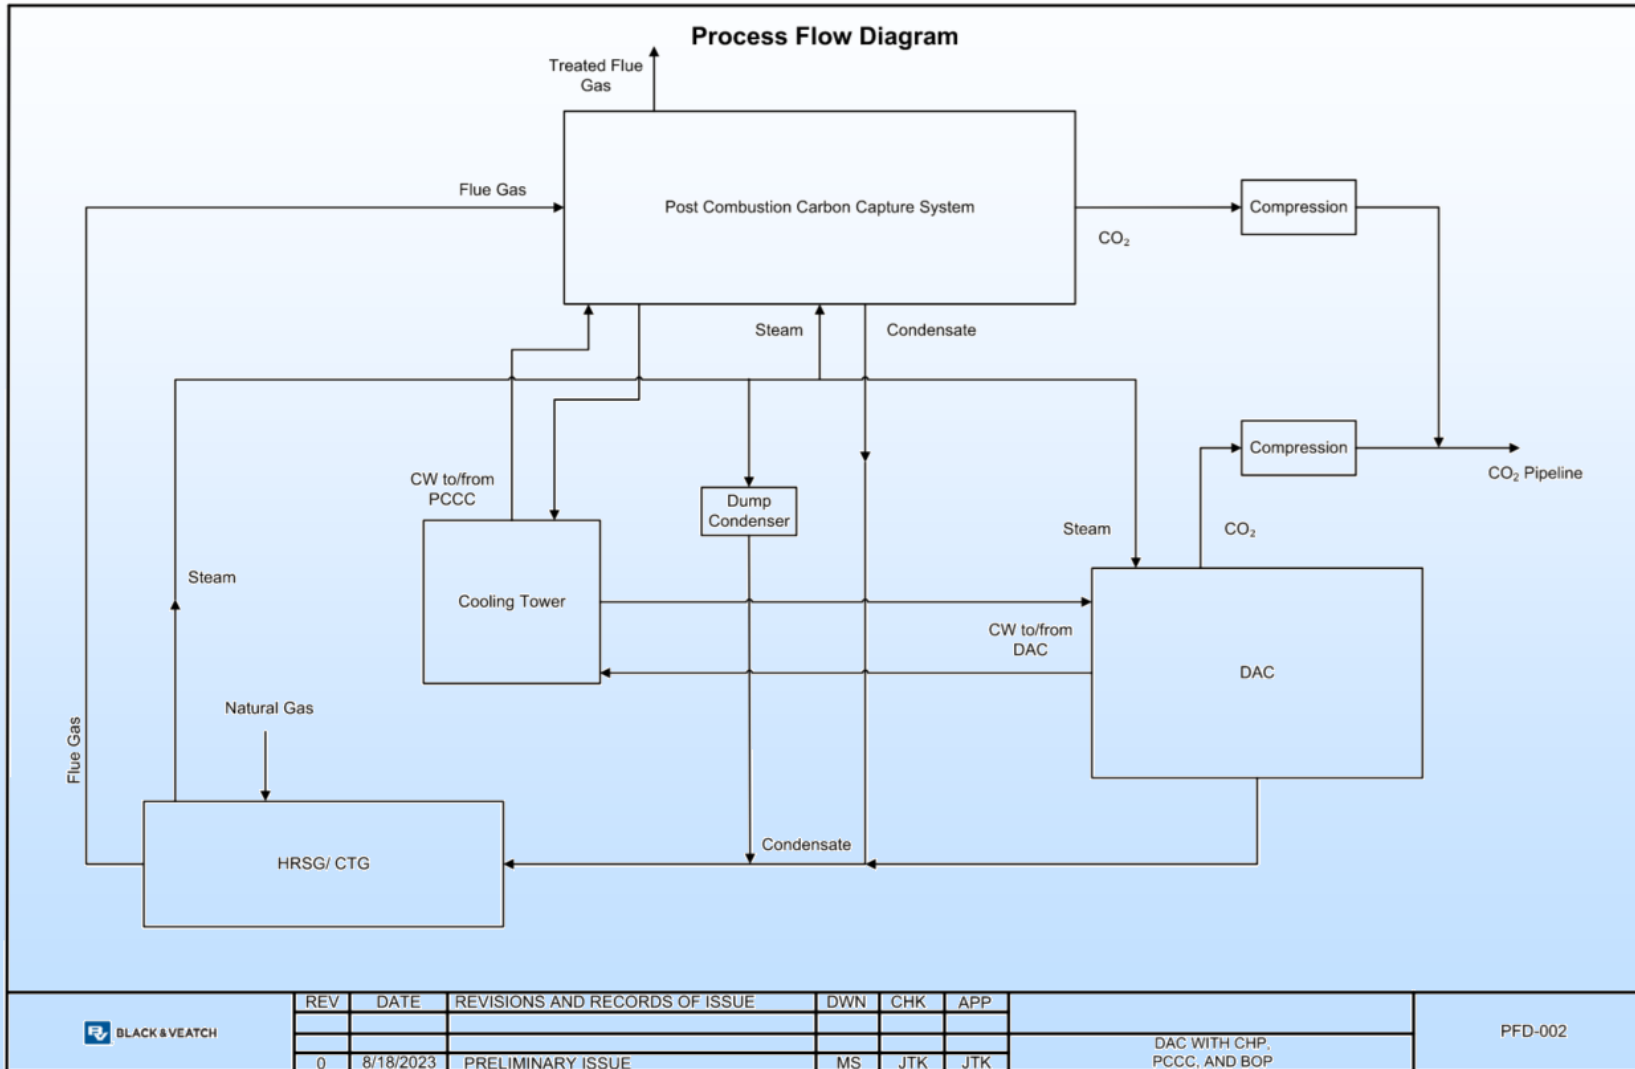 Process Flow Diagram
Treated Flue
Gas
Flue Gas
Post Combustion Carbon Capture System
Compression
CO₂
Steam
Condensate
Compression
CO₂ Pipeline
CW to/from
PCCC
Dump
Condenser
Steam
CO₂
Steam
Cooling Tower
CW to/from
DAC
DAC
Natural Gas
Flue Gas
Condensate
HRSG/ CTG
BV BLACK & VEATCH
REV DATE REVISIONS AND RECORDS OF ISSUE DWN CHK APP
0 8/18/2023 PRELIMINARY ISSUE MS JTK JTK
DAC WITH CHP,
PCCC, AND BOP
PFD-002